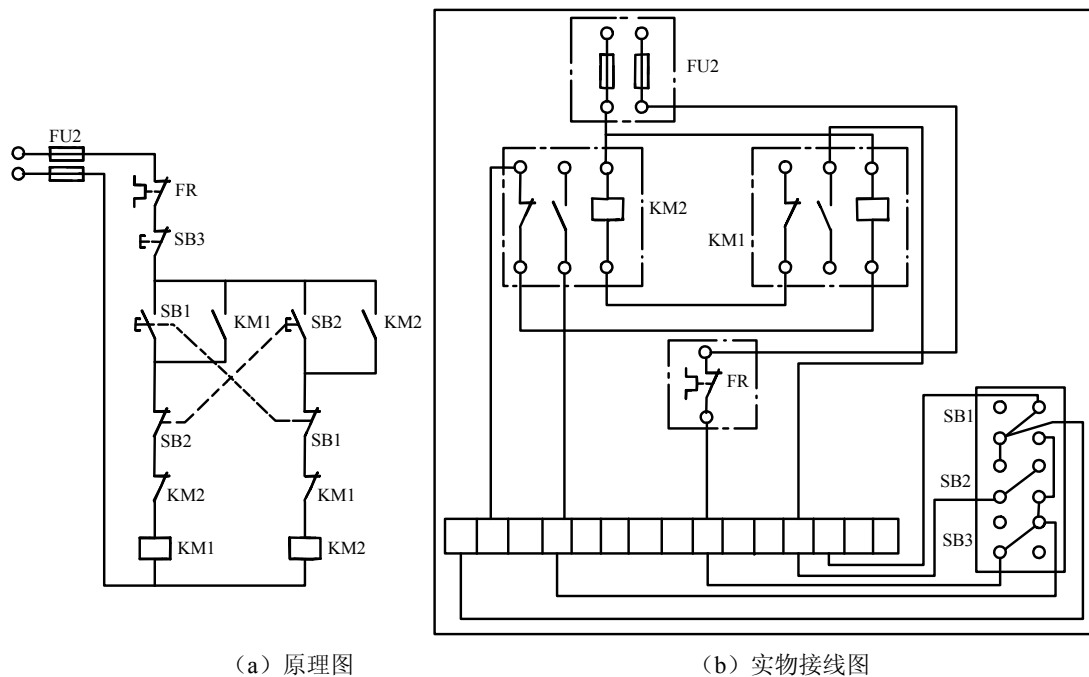 FU2
FR
SB3
SB1
KM1
SB2
KM2
SB2
SB1
KM2
KM1
KM1
KM2
（a）原理图
FU2
KM2
KM1
FR
SB1
SB2
SB3
（b）实物接线图